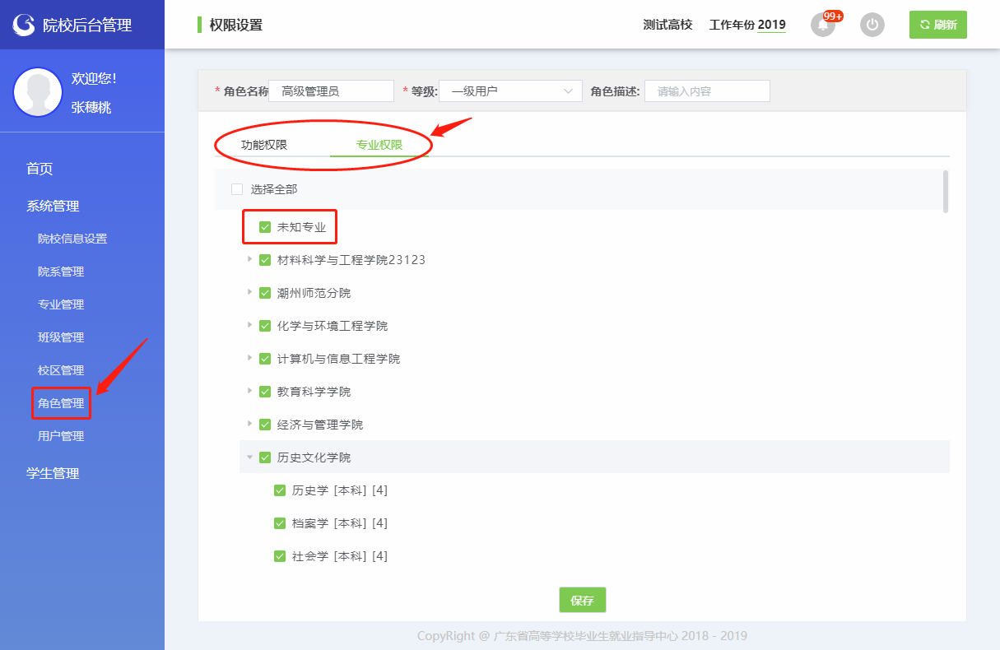 院校后台管理
权限设置
测试高校 工作年份 2019
99+
刷新
欢迎您!
张穗桃
首页
系统管理
院校信息设置
院系管理
专业管理
班级管理
校区管理
角色管理
用户管理
学生管理
* 角色名称 高级管理员 * 等级: 一级用户 角色描述: 请输入内容
功能权限 专业权限
选择全部
未知专业
材料科学与工程学院23123
潮州师范分院
化学与环境工程学院
计算机与信息工程学院
教育科学学院
经济与管理学院
历史文化学院
历史学 [本科] [4]
档案学 [本科] [4]
社会学 [本科] [4]
保存
CopyRight @ 广东省高等学校毕业生就业指导中心 2018 - 2019